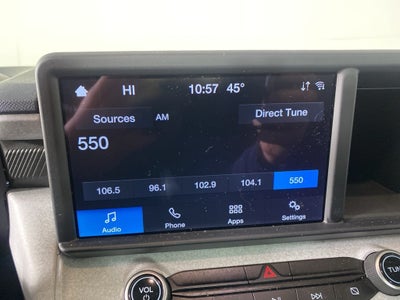 HI 10:57 45°
Sources AM Direct Tune
550
106.5 96.1 102.9 104.1 550
Audio Phone Apps Settings
VOL TUNE